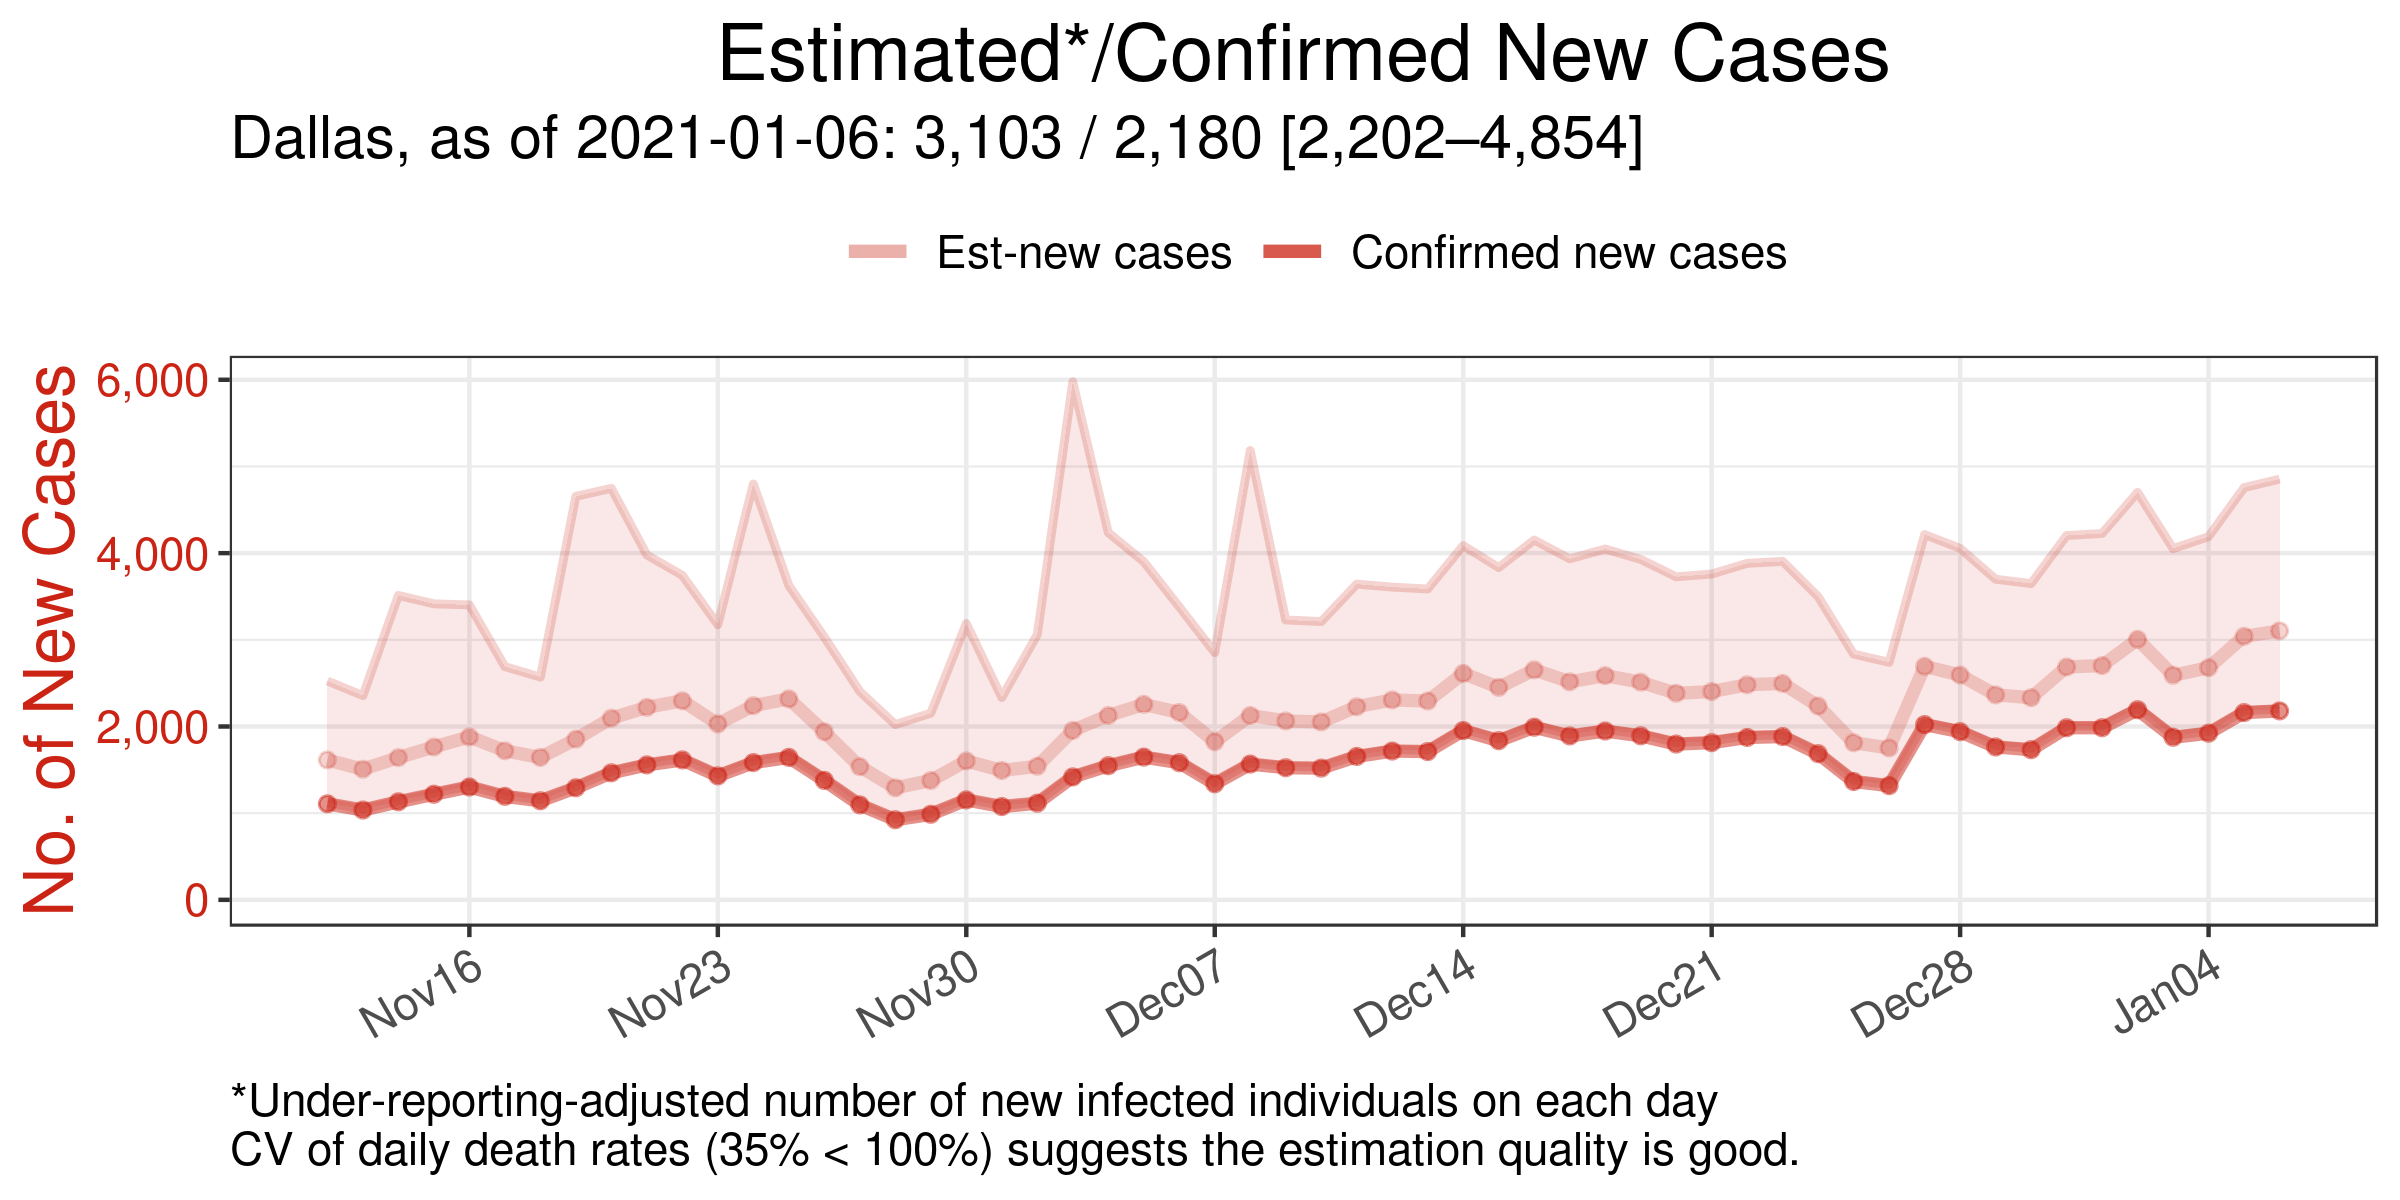 Estimated*/Confirmed New Cases
Dallas, as of 2021-01-06: 3,103 / 2,180 [2,202–4,854]
Est-new cases Confirmed new cases
No. of New Cases
6,000
4,000
2,000
0
Nov16 Nov23 Nov30 Dec07 Dec14 Dec21 Dec28 Jan04
*Under-reporting-adjusted number of new infected individuals on each day
CV of daily death rates (35% < 100%) suggests the estimation quality is good.